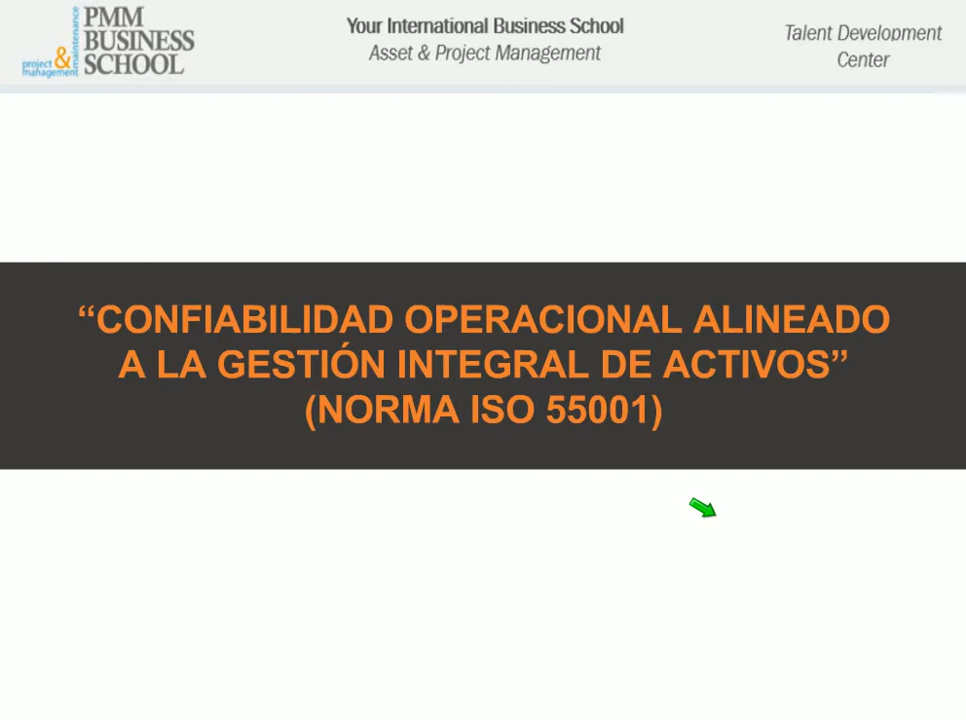 PMM
BUSINESS
SCHOOL
project & maintenance
management
Your International Business School
Asset & Project Management
Talent Development
Center
“CONFIABILIDAD OPERACIONAL ALINEADO
A LA GESTIÓN INTEGRAL DE ACTIVOS”
(NORMA ISO 55001)